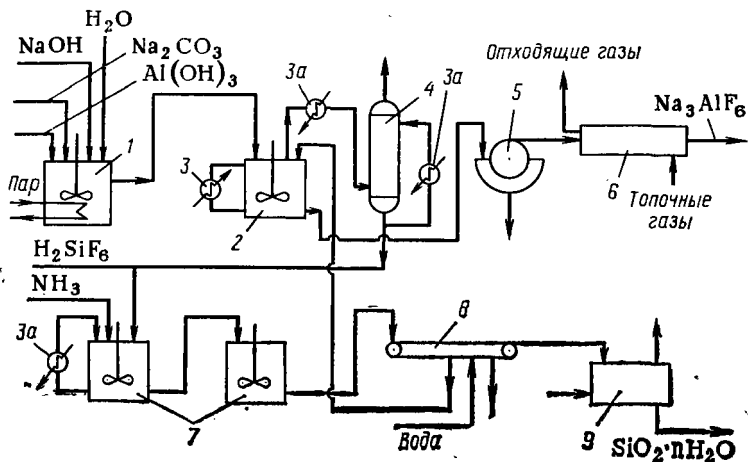 H₂O
NaOH
Na₂CO₃
Al(OH)₃
Отходящие газы
3а
4
3а
5
Na₃AlF₆
1
Пар
3
2
6
Топочные
газы
H₂SiF₆
NH₃
3а
7
8
Вода
9
SiO₂·nH₂O